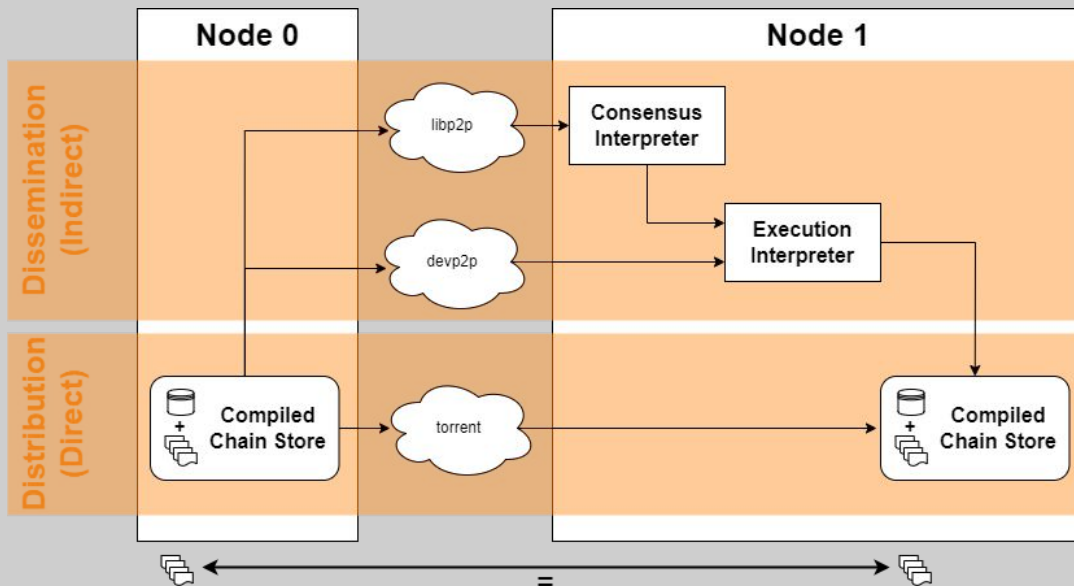 Node 0
Node 1
Dissemination
(Indirect)
libp2p
Consensus
Interpreter
devp2p
Execution
Interpreter
Distribution
(Direct)
+
Compiled
Chain Store
torrent
+
Compiled
Chain Store
=